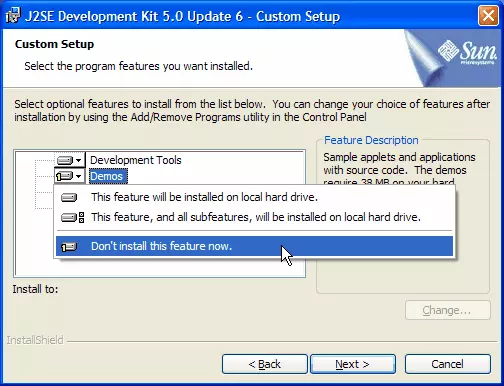 J2SE Development Kit 5.0 Update 6 - Custom Setup
Custom Setup
Select the program features you want installed.
Sun
microsystems
Select optional features to install from the list below. You can change your choice of features after
installation by using the Add/Remove Programs utility in the Control Panel
Feature Description
Development Tools
Demos
Sample applets and applications
with source code. The demos
require 38 MB on your hard
This feature will be installed on local hard drive.
This feature, and all subfeatures, will be installed on local hard drive.
Don't install this feature now.
Install to:
Change...
InstallShield
< Back
Next >
Cancel